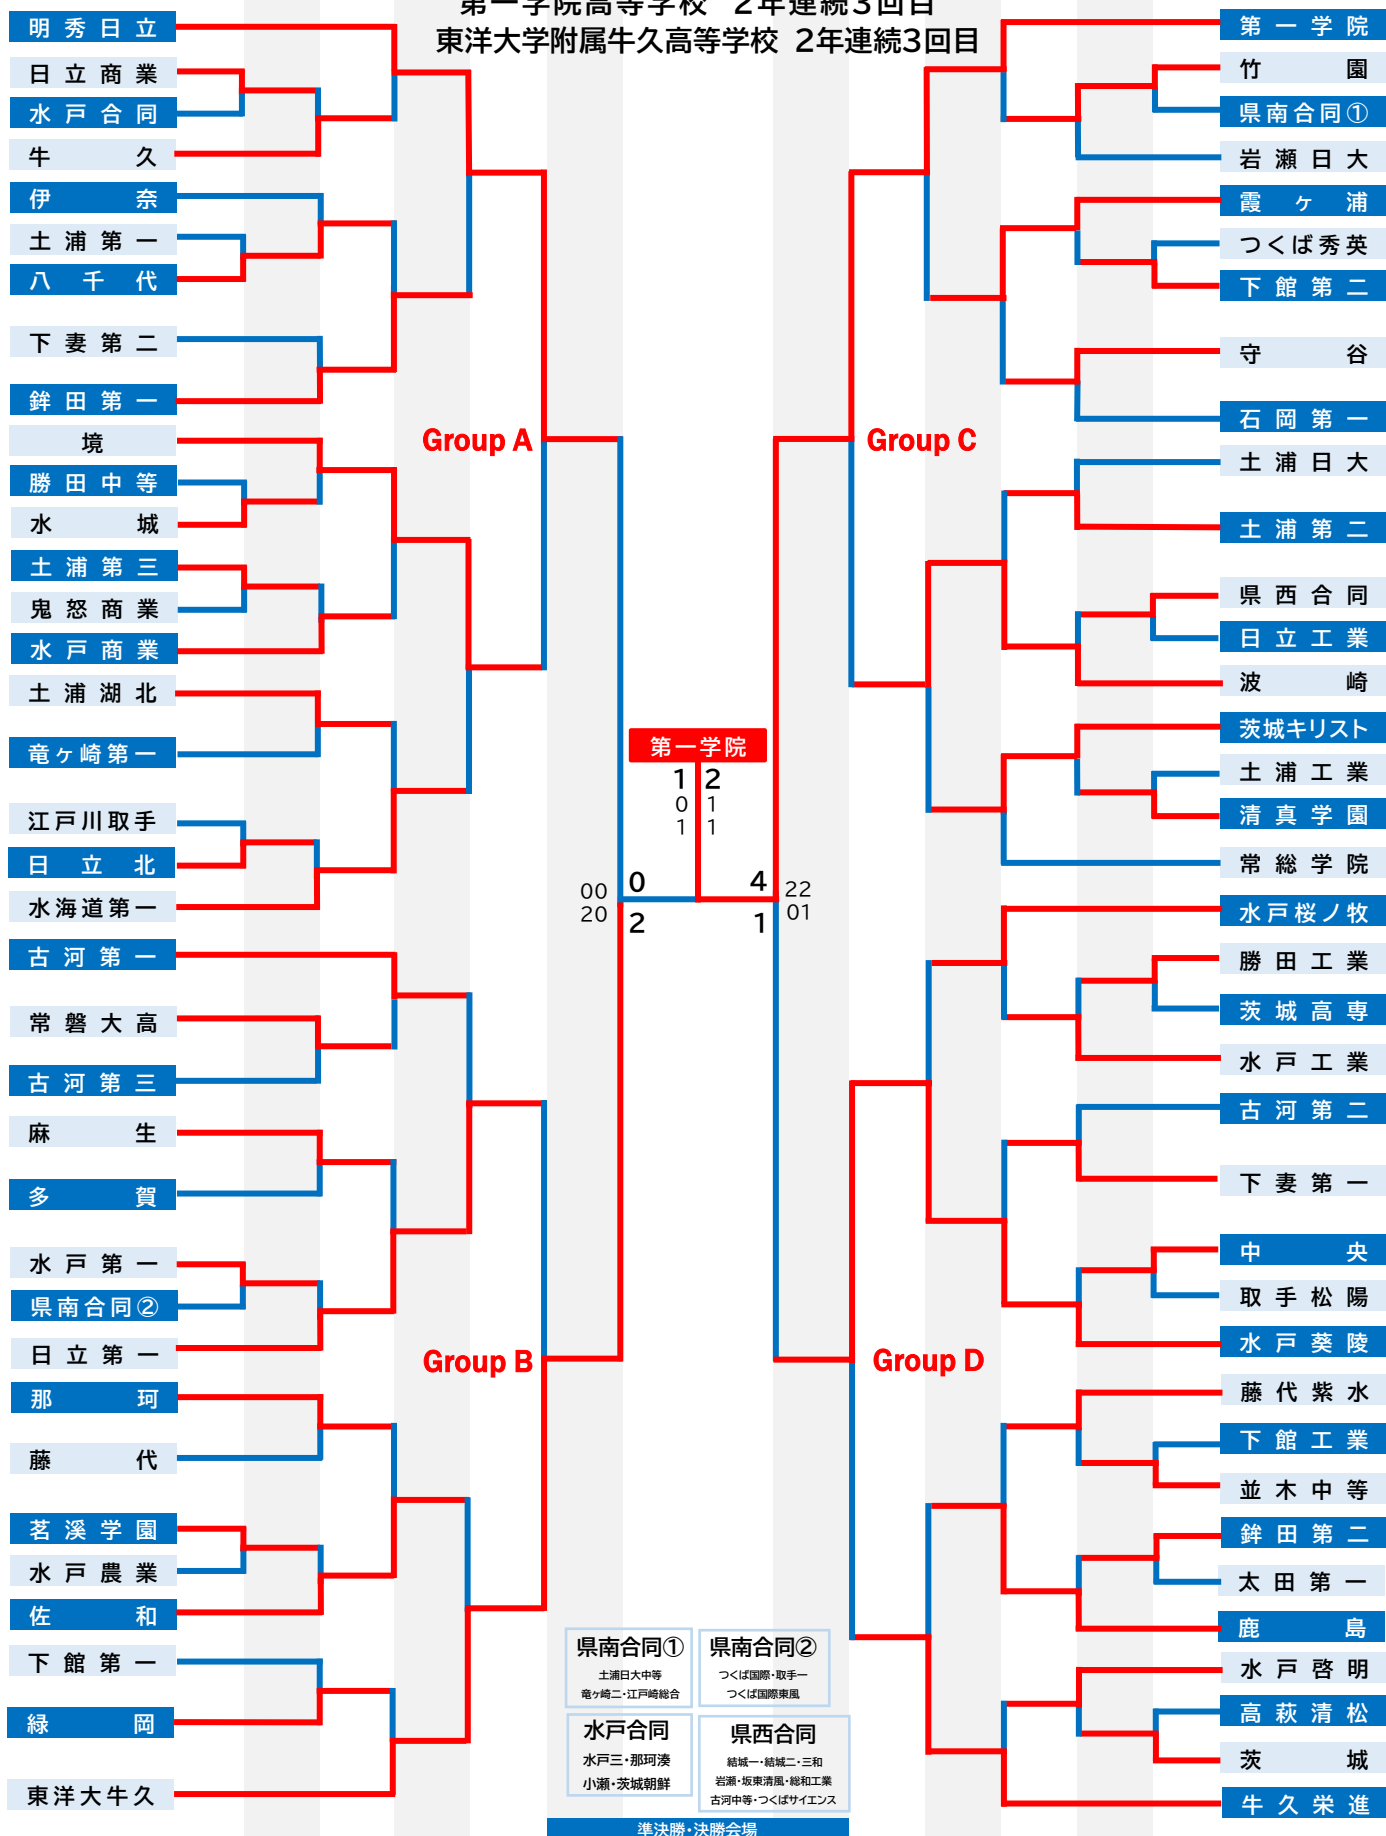 第一学院高等学校 2年連続3回目
東洋大学附属牛久高等学校 2年連続3回目
明秀日立
日立商業
水戸合同
牛久
伊奈
土浦第一
八千代
下妻第二
鉾田第一
境
勝田中等
水城
土浦第三
鬼怒商業
水戸商業
土浦湖北
竜ヶ崎第一
江戸川取手
日立北
水海道第一
古河第一
常磐大高
古河第三
麻生
多賀
水戸第一
県南合同②
日立第一
那珂
藤代
茗溪学園
水戸農業
佐和
下館第一
緑岡
東洋大牛久
Group A
Group B
第一学院
1 2
0 1
1 1
00 0
20 2
4 22
1 01
Group C
Group D
第一学院
竹園
県南合同①
岩瀬日大
霞ヶ浦
つくば秀英
下館第二
守谷
石岡第一
土浦日大
土浦第二
県西合同
日立工業
波崎
茨城キリスト
土浦工業
清真学園
常総学院
水戸桜ノ牧
勝田工業
茨城高専
水戸工業
古河第二
下妻第一
中央
取手松陽
水戸葵陵
藤代紫水
下館工業
並木中等
鉾田第二
太田第一
鹿島
水戸啓明
高萩清松
茨城
牛久栄進
県南合同①
土浦日大中等
竜ヶ崎二・江戸崎総合
県南合同②
つくば国際・取手一
つくば国際東風
水戸合同
水戸三・那珂湊
小瀬・茨城朝鮮
県西合同
結城一・結城二・三和
岩瀬・坂東清風・総和工業
古河中等・つくばサイエンス
準決勝・決勝会場